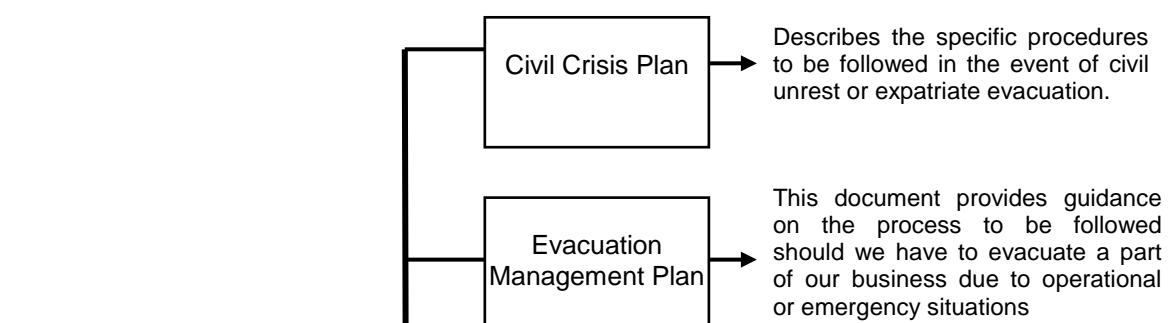 Civil Crisis Plan
Describes the specific procedures
to be followed in the event of civil
unrest or expatriate evacuation.
Evacuation
Management Plan
This document provides guidance
on the process to be followed
should we have to evacuate a part
of our business due to operational
or emergency situations